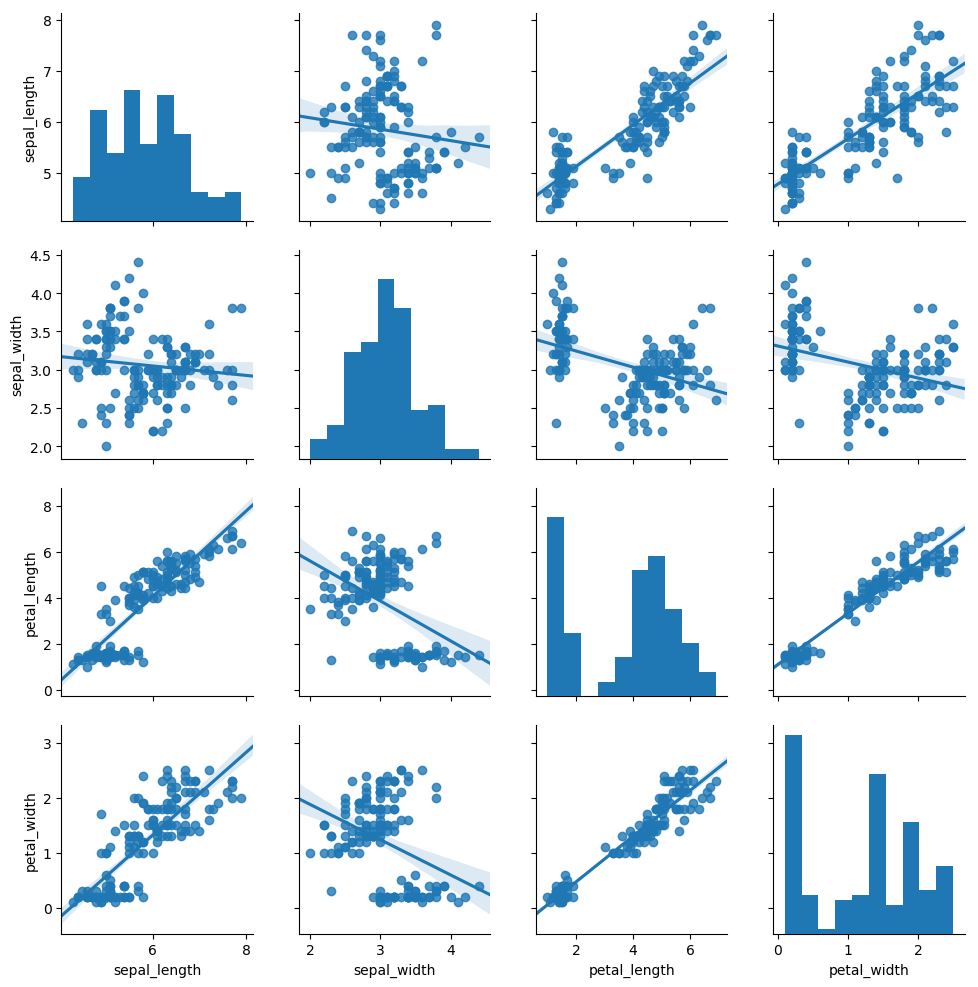 8
7
6
5
sepal_length
4.5
4.0
3.5
3.0
2.5
2.0
sepal_width
8
6
4
2
0
petal_length
3
2
1
0
petal_width
6 8
2 3 4
2 4 6
0 1 2
sepal_length sepal_width petal_length petal_width